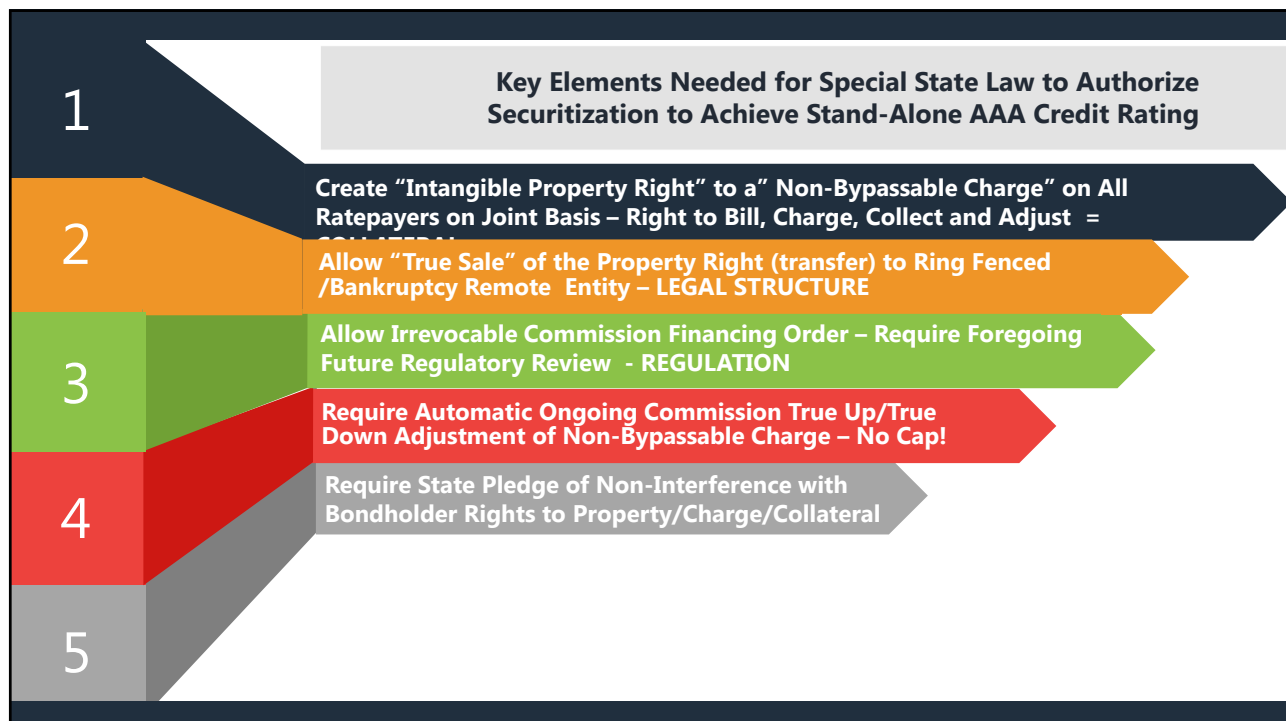 Key Elements Needed for Special State Law to Authorize
Securitization to Achieve Stand-Alone AAA Credit Rating
1
Create “Intangible Property Right” to a” Non-Bypassable Charge” on All
Ratepayers on Joint Basis – Right to Bill, Charge, Collect and Adjust =
2
Allow “True Sale” of the Property Right (transfer) to Ring Fenced
/Bankruptcy Remote Entity – LEGAL STRUCTURE
3
Allow Irrevocable Commission Financing Order – Require Foregoing
Future Regulatory Review - REGULATION
4
Require Automatic Ongoing Commission True Up/True
Down Adjustment of Non-Bypassable Charge – No Cap!
5
Require State Pledge of Non-Interference with
Bondholder Rights to Property/Charge/Collateral